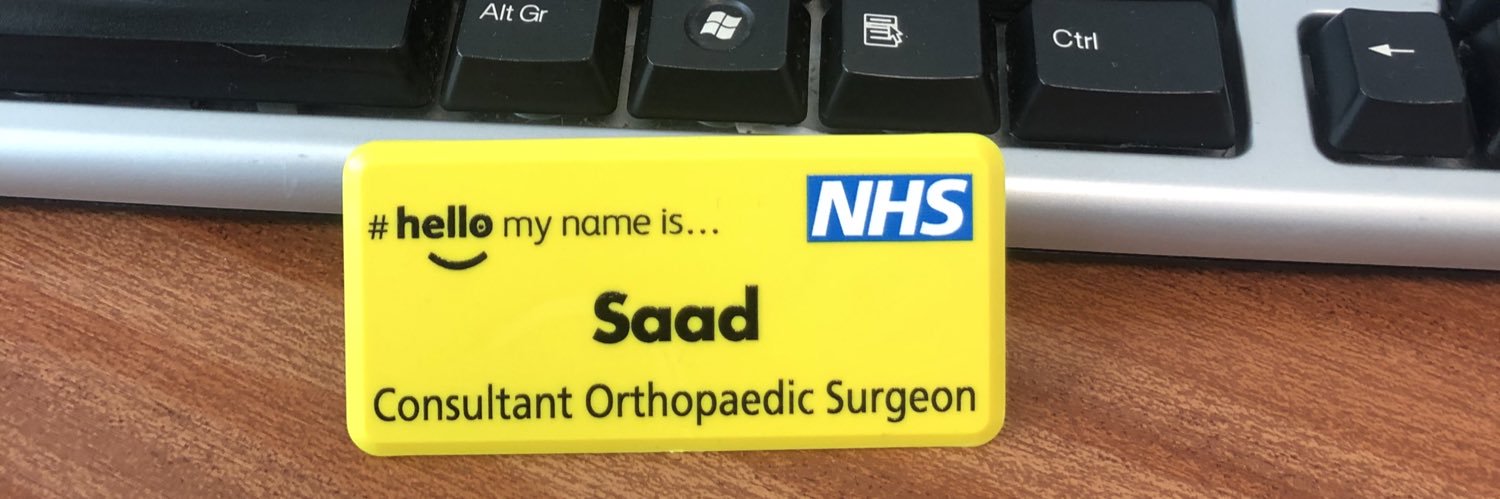 Alt Gr
Ctrl
←
#hello my name is...
NHS
Saad
Consultant Orthopaedic Surgeon